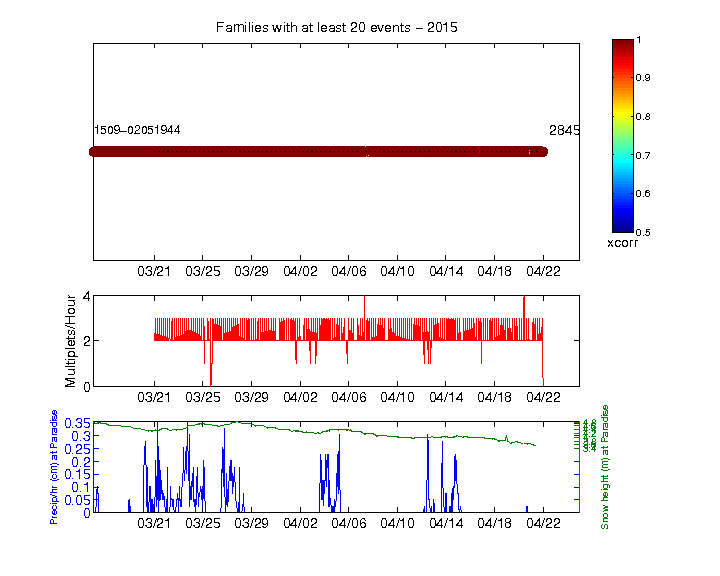 Families with at least 20 events – 2015
1509–02051944
2845
03/21 03/25 03/29 04/02 04/06 04/10 04/14 04/18 04/22
1
0.9
0.8
0.7
0.6
0.5
xcorr
Multiplets/Hour
4
2
0
03/21 03/25 03/29 04/02 04/06 04/10 04/14 04/18 04/22
Precip/hr (cm) at Paradise
0.35
0.3
0.25
0.2
0.15
0.1
0.05
0
03/21 03/25 03/29 04/02 04/06 04/10 04/14 04/18 04/22
3.4
Snow height (m) at Paradise